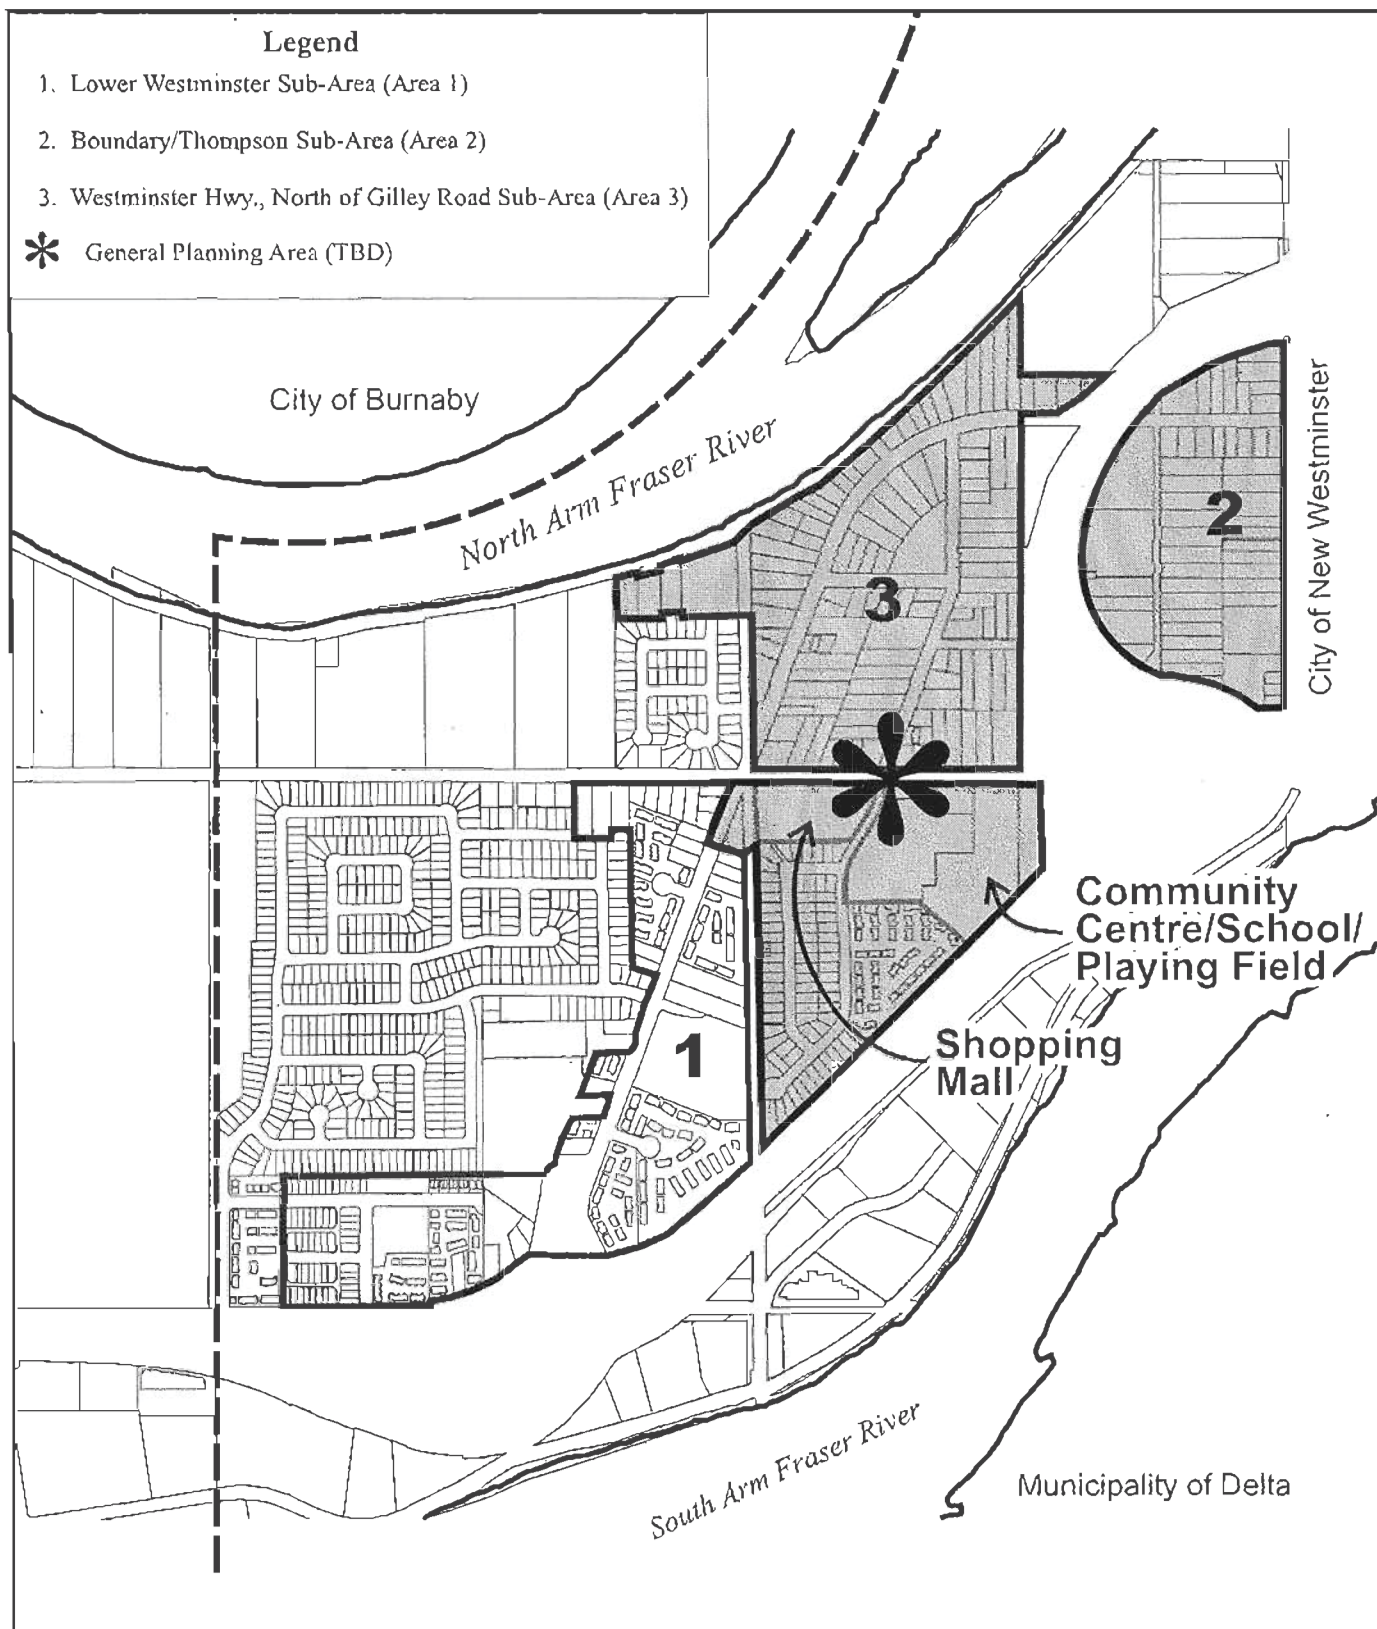 Legend
1. Lower Westminster Sub-Area (Area 1)
2. Boundary/Thompson Sub-Area (Area 2)
3. Westminster Hwy., North of Gilley Road Sub-Area (Area 3)
General Planning Area (TBD)
City of Burnaby
North Arm Fraser River
City of New Westminster
2
3
Community
Centre/School/
Playing Field
1
Shopping
Mall
South Arm Fraser River
Municipality of Delta